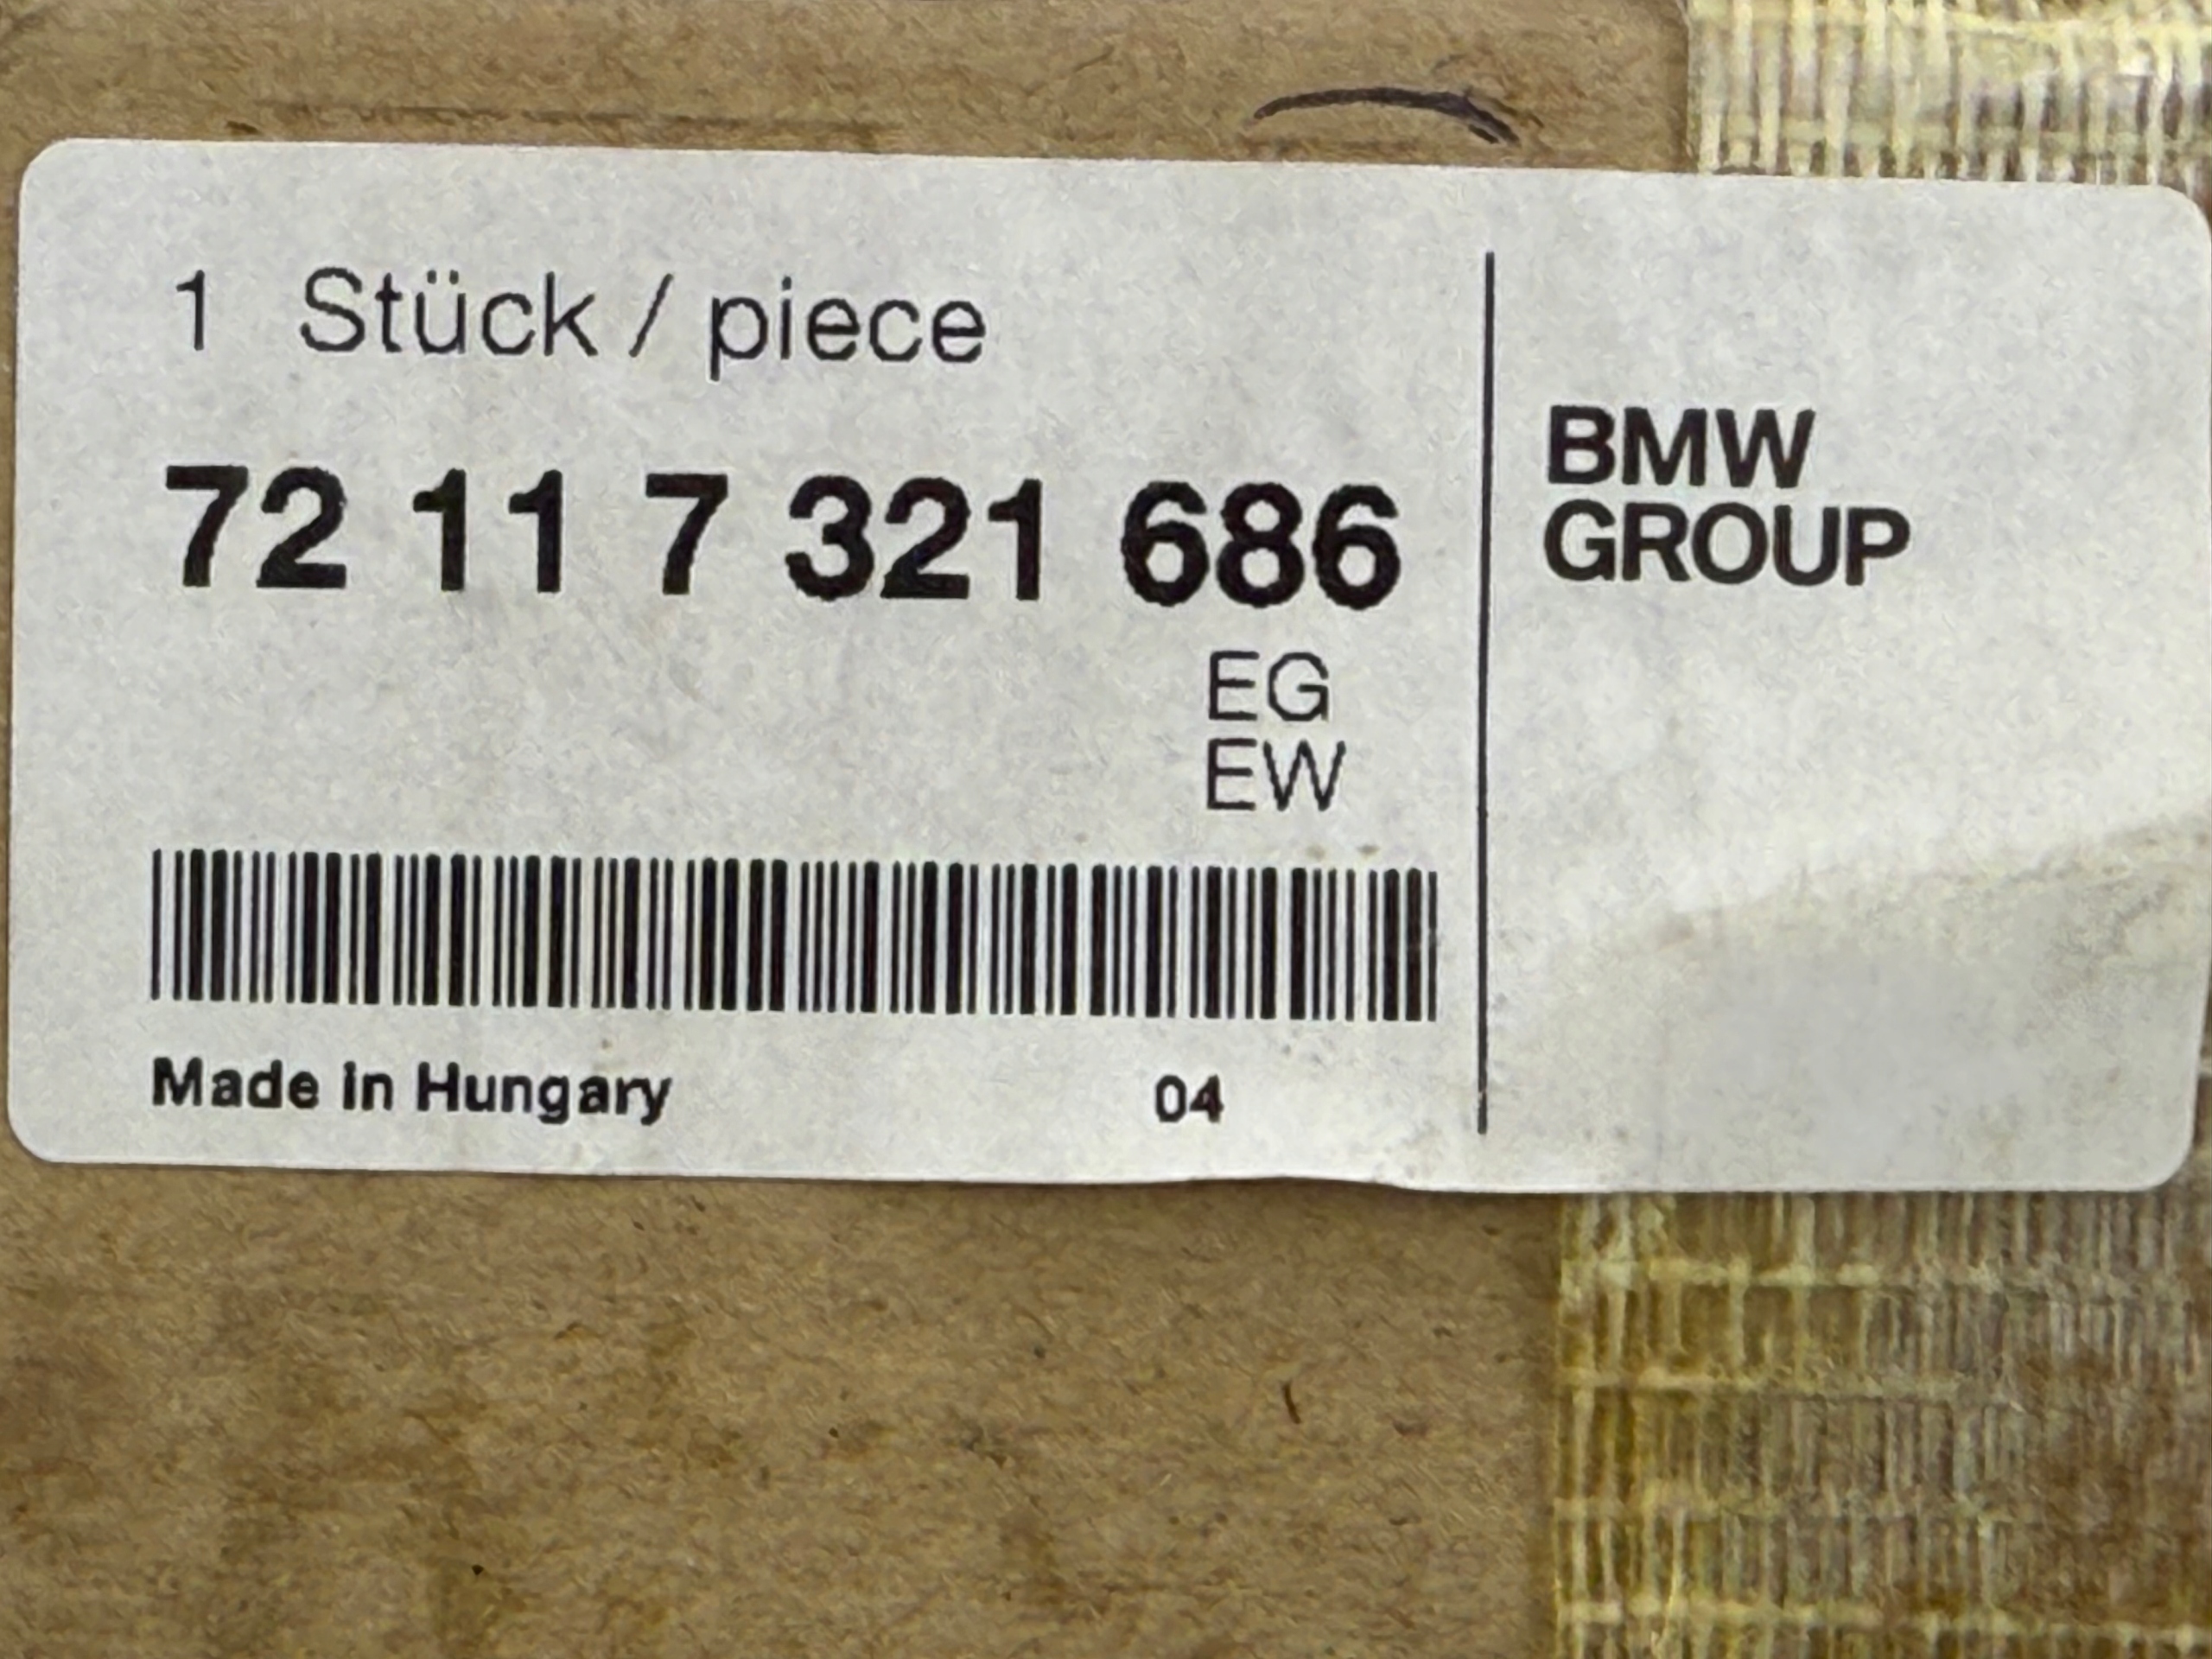 1 Stück / piece
72 11 7 321 686
EG
EW
Made in Hungary 04
BMW
GROUP